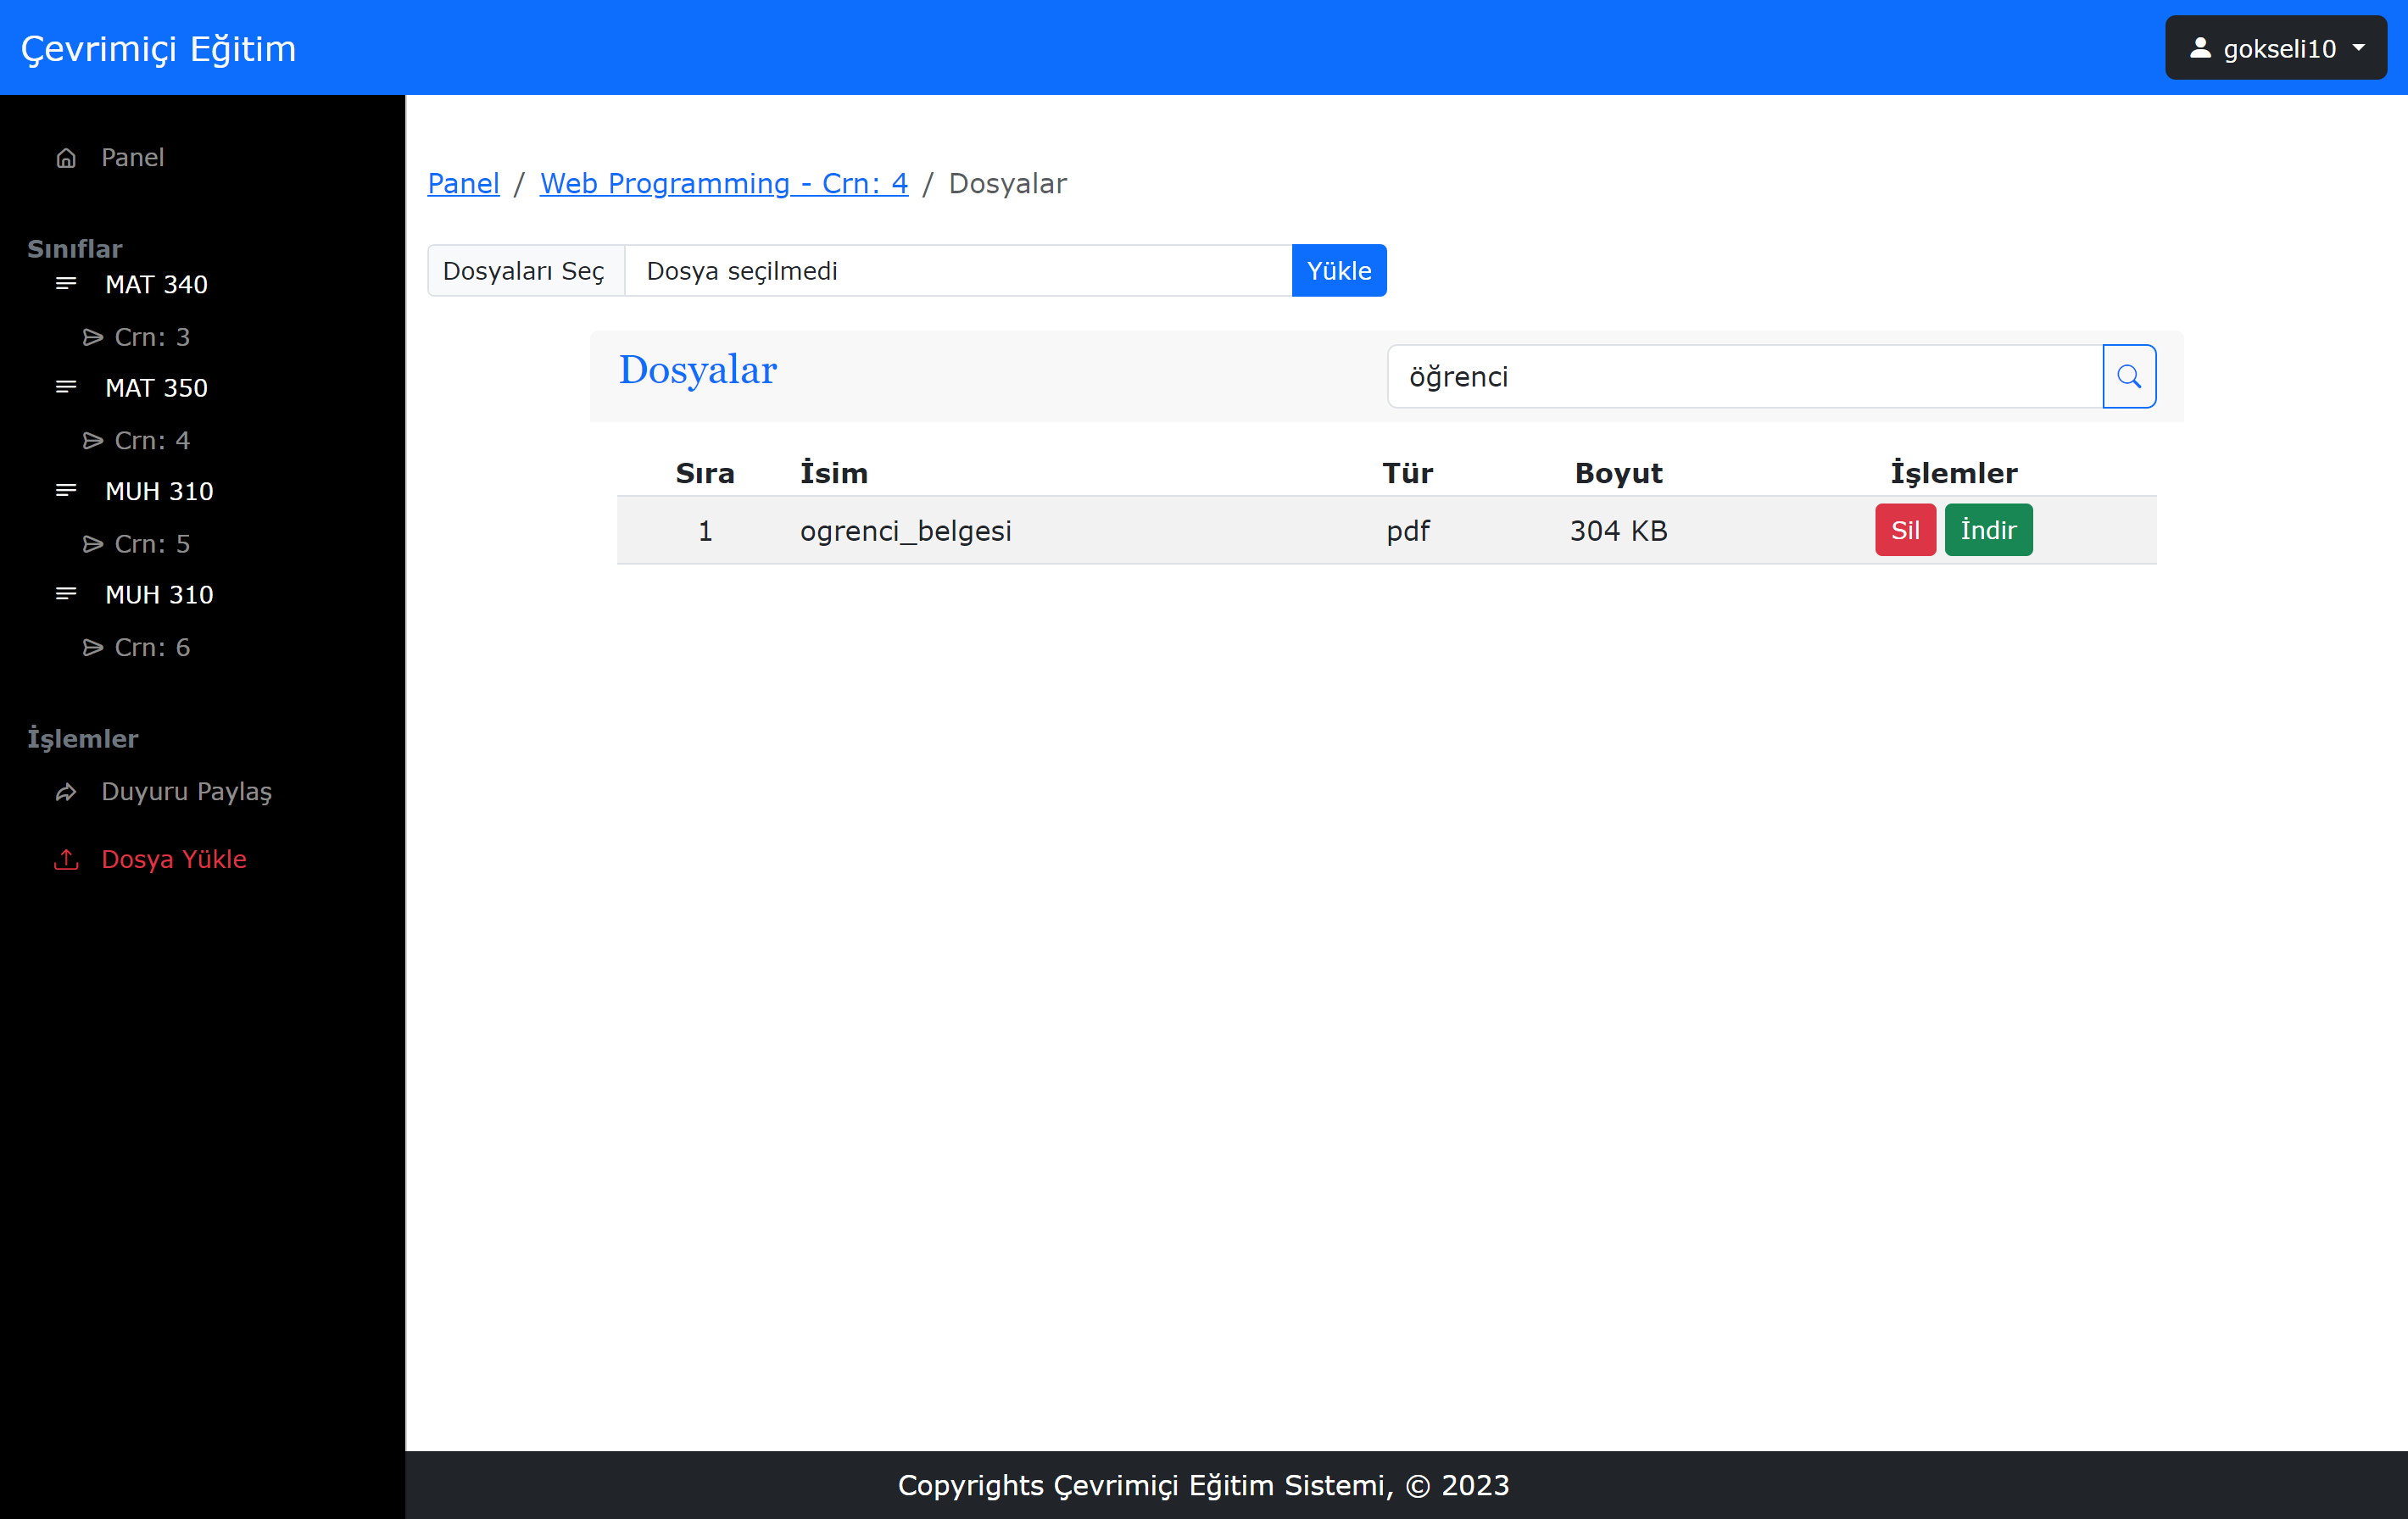 Çevrimiçi Eğitim
gokseli10
Panel
Sınıflar
MAT 340
Crn: 3
MAT 350
Crn: 4
MUH 310
Crn: 5
MUH 310
Crn: 6
İşlemler
Duyuru Paylaş
Dosya Yükle
Panel / Web Programming - Crn: 4 / Dosyalar
Dosyaları Seç Dosya seçilmedi Yükle
Dosyalar öğrenci
Sıra İsim Tür Boyut İşlemler
1 ogrenci_belgesi pdf 304 KB Sil İndir
Copyrights Çevrimiçi Eğitim Sistemi, © 2023